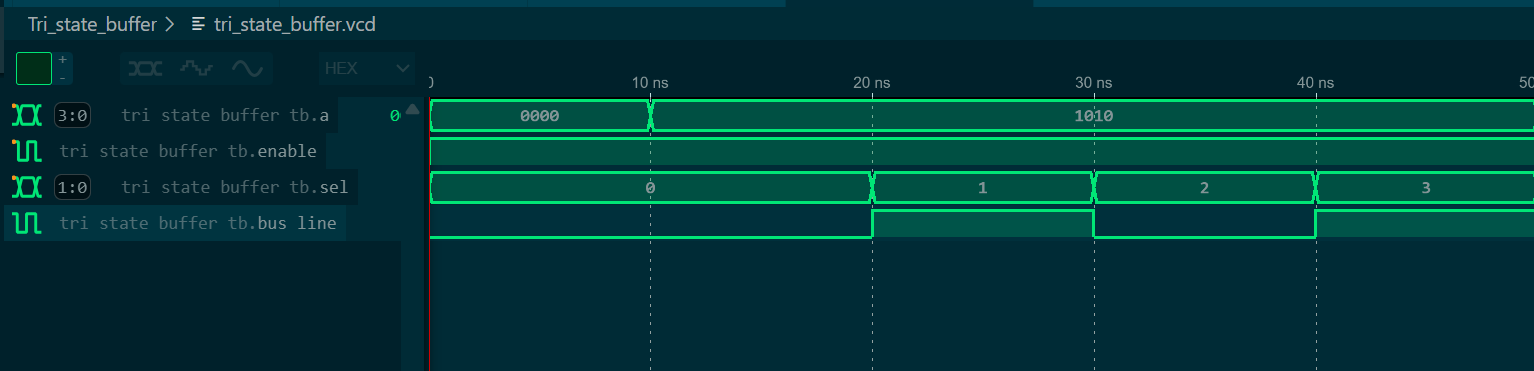 Tri_state_buffer > tri_state_buffer.vcd
+
-
HEX
0 10 ns 20 ns 30 ns 40 ns 50
3:0 tri state buffer tb.a 0 0000 1010
tri state buffer tb.enable
1:0 tri state buffer tb.sel 0 1 2 3
tri state buffer tb.bus line